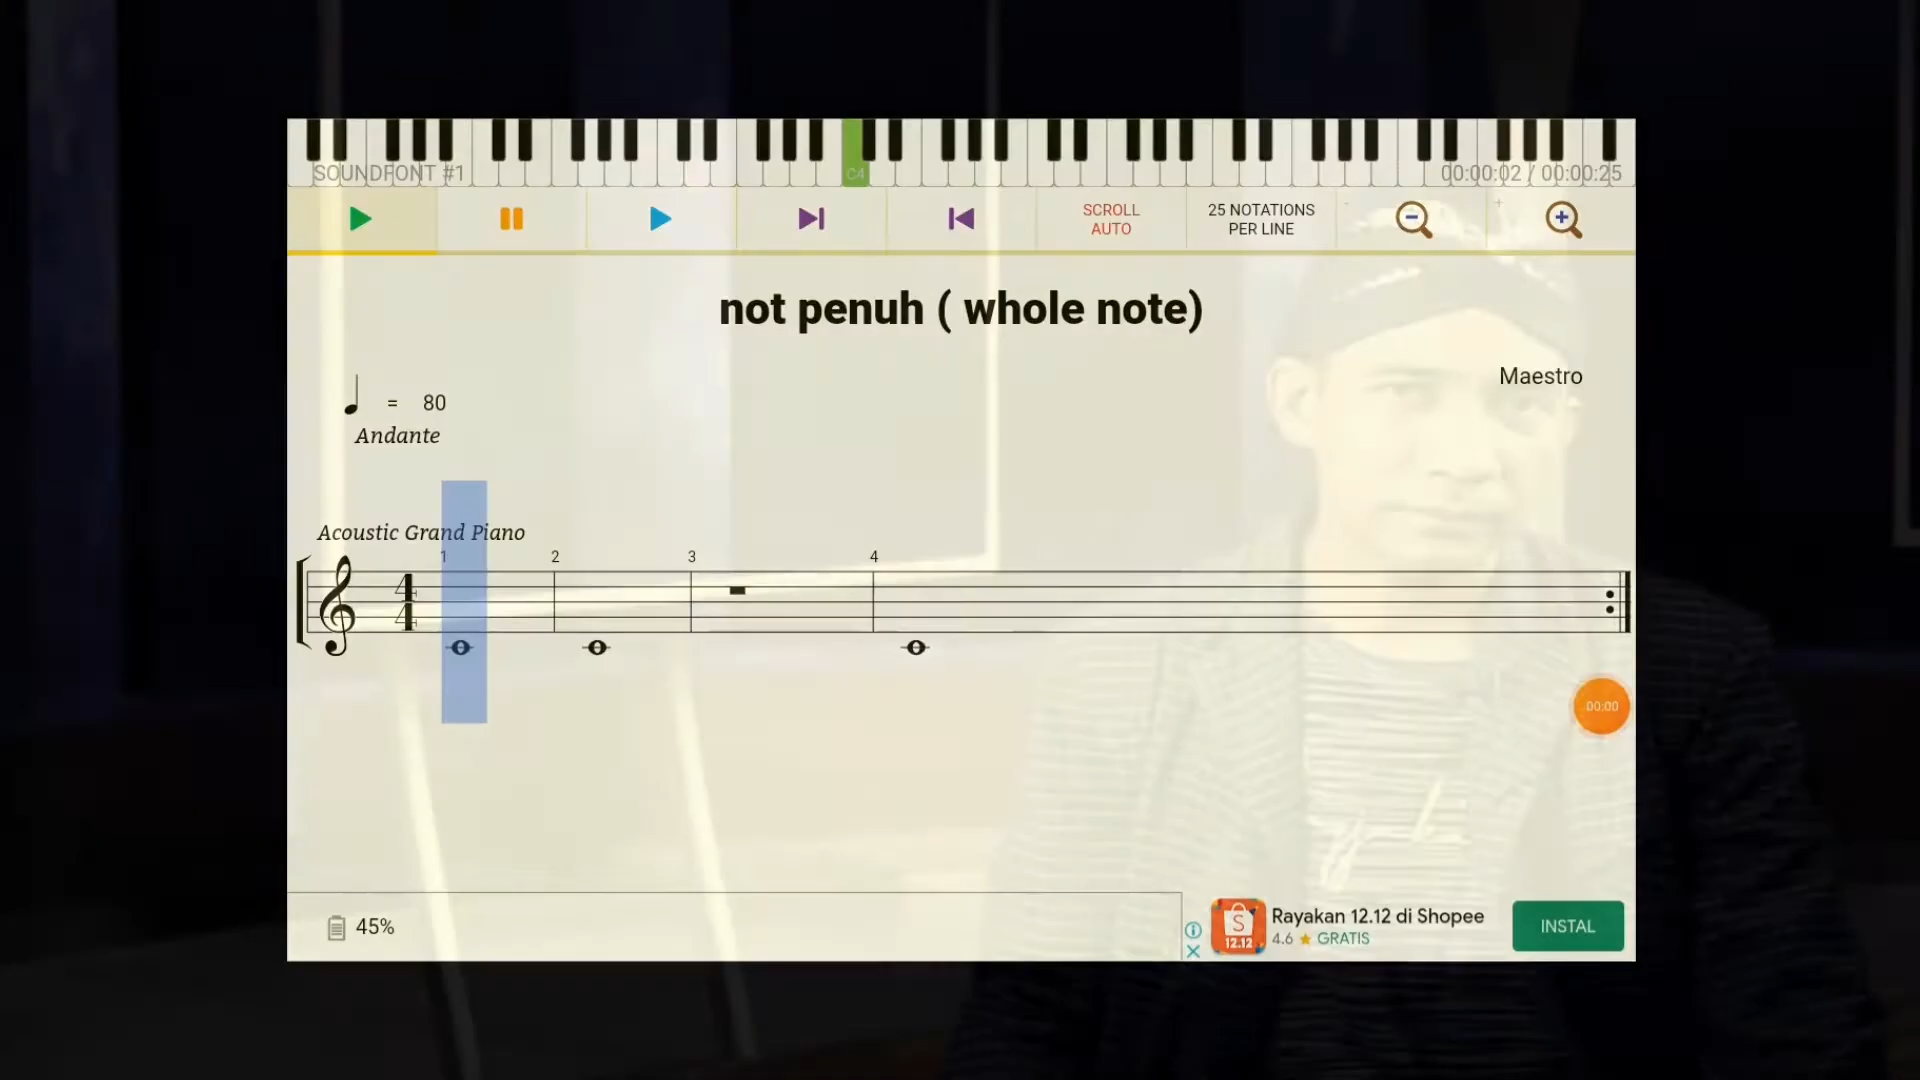 C4
SOUNDFONT #1
00:00:02 / 00:00:25
SCROLL
AUTO
25 NOTATIONS
PER LINE
not penuh ( whole note)
Maestro
= 80
Andante
Acoustic Grand Piano
1 2 3 4
4
4
00:00
45%
S
12.12
Rayakan 12.12 di Shopee
4.6 ★ GRATIS
INSTAL